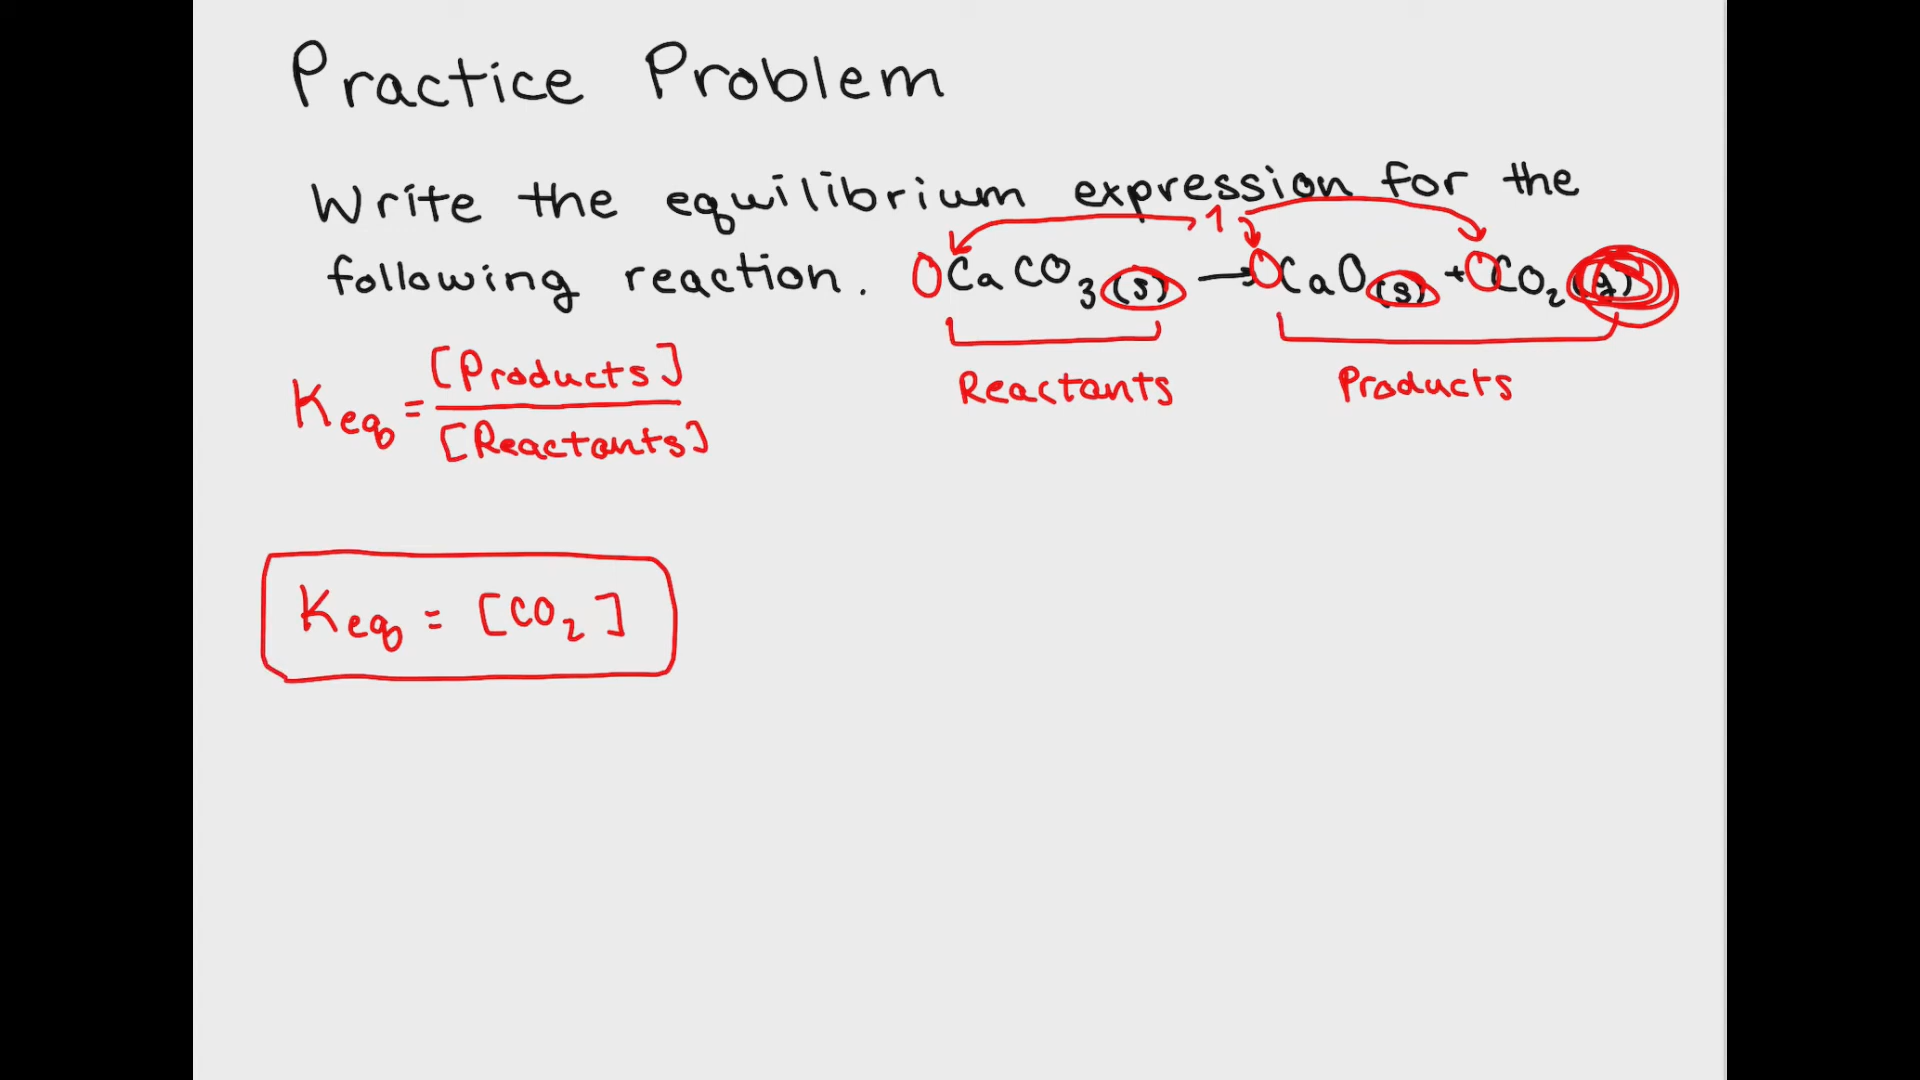 Practice Problem
Write the equilibrium expression for the
1
following reaction. CaCO₃(s) → CaO(s) + CO₂(g)
Reactants Products
Keq = [Products]
[Reactants]
Keq = [CO₂]